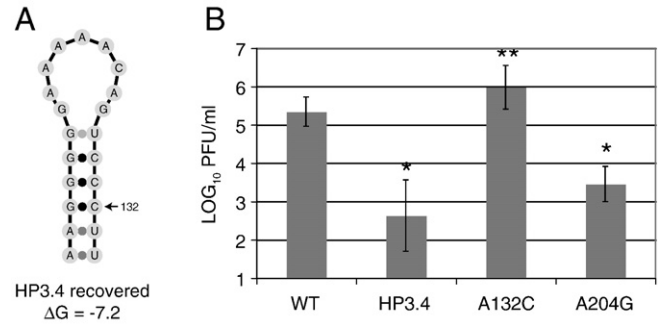 A
A A A
A C
A A
G G
G U
G C
G C
G C 132
A U
A U
HP3.4 recovered
ΔG = -7.2
B
LOG10 PFU/ml
7
6
5
4
3
2
1
*
**
*
WT HP3.4 A132C A204G